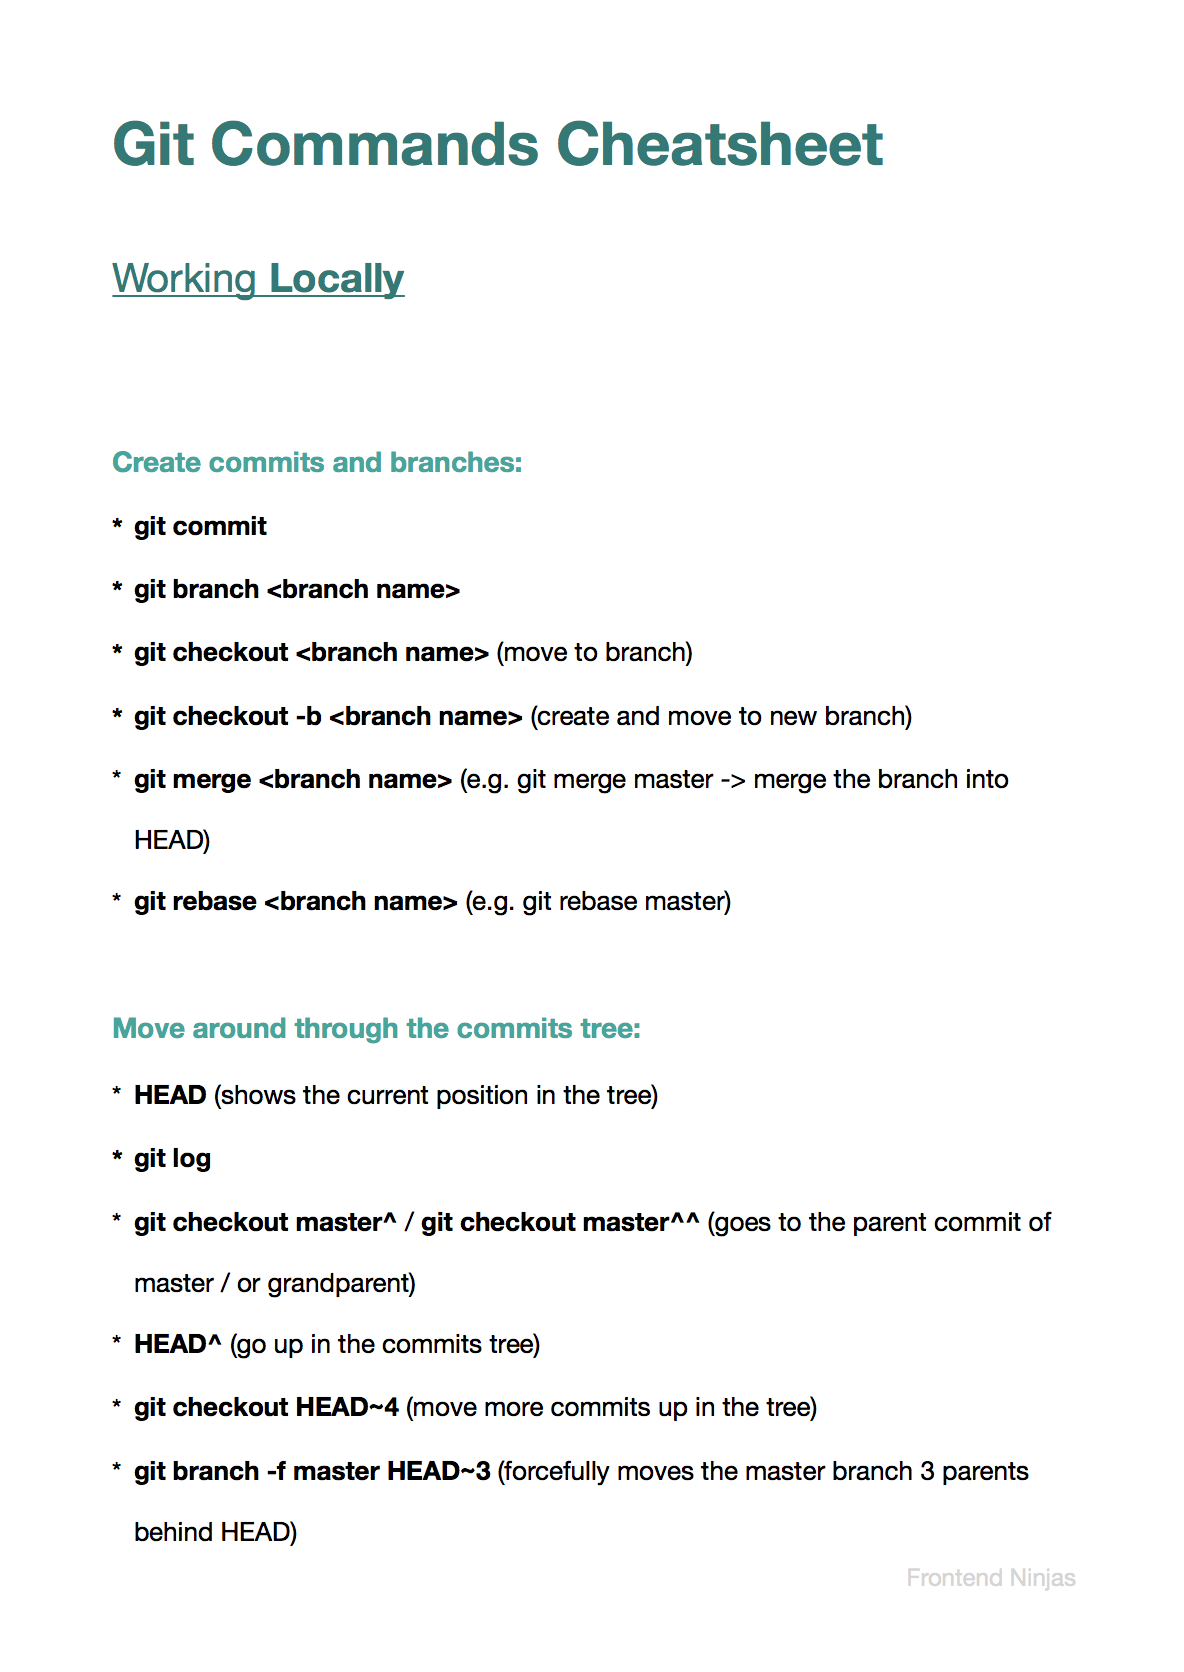 Git Commands Cheatsheet
Working Locally
Create commits and branches:
* git commit
* git branch <branch name>
* git checkout <branch name> (move to branch)
* git checkout -b <branch name> (create and move to new branch)
* git merge <branch name> (e.g. git merge master -> merge the branch into
HEAD)
* git rebase <branch name> (e.g. git rebase master)
Move around through the commits tree:
* HEAD (shows the current position in the tree)
* git log
* git checkout master^ / git checkout master^^ (goes to the parent commit of
master / or grandparent)
* HEAD^ (go up in the commits tree)
* git checkout HEAD~4 (move more commits up in the tree)
* git branch -f master HEAD~3 (forcefully moves the master branch 3 parents
behind HEAD)
Frontend Ninjas